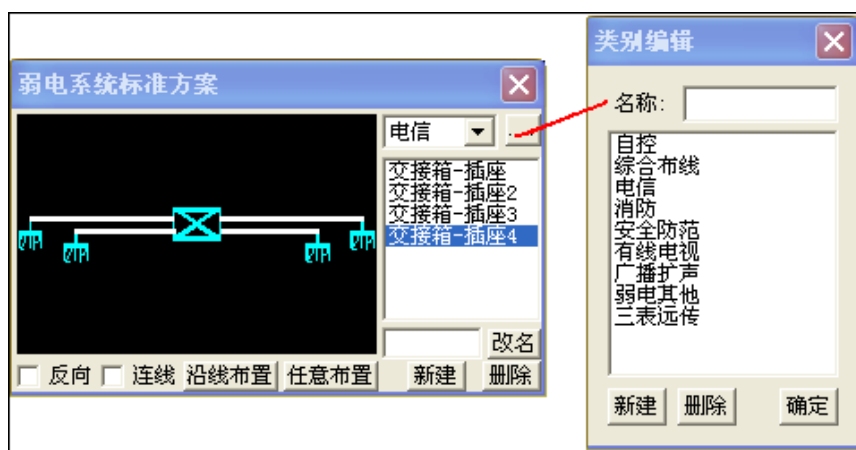 弱电系统标准方案
电信
...
交接箱-插座
交接箱-插座2
交接箱-插座3
交接箱-插座4
2TP
2TP
2TP
2TP
改名
反向
连线
沿线布置
任意布置
新建
删除
类别编辑
名称:
自控
综合布线
电信
消防
安全防范
有线电视
广播扩声
弱电其他
三表远传
新建
删除
确定